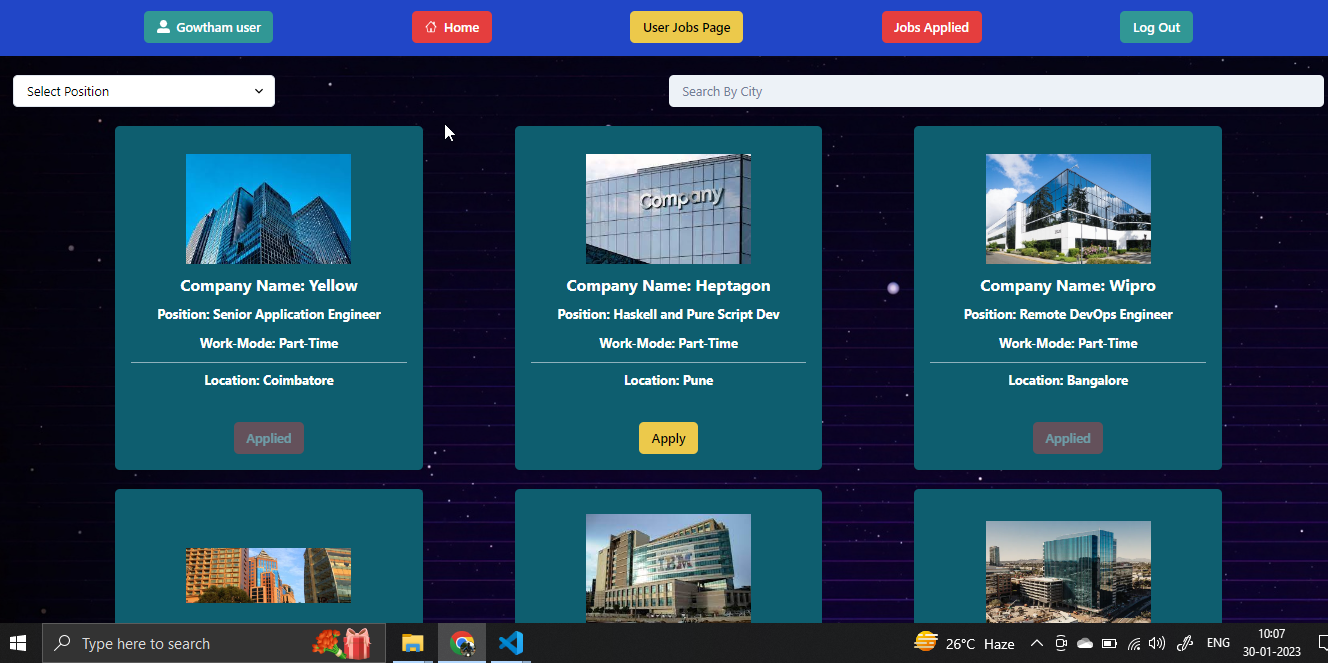 Gowtham user
Home
User Jobs Page
Jobs Applied
Log Out
Select Position
Search By City
Company
Company Name: Yellow
Position: Senior Application Engineer
Work-Mode: Part-Time
Location: Coimbatore
Applied
Company Name: Heptagon
Position: Haskell and Pure Script Dev
Work-Mode: Part-Time
Location: Pune
Apply
Company Name: Wipro
Position: Remote DevOps Engineer
Work-Mode: Part-Time
Location: Bangalore
Applied
IBM
Type here to search
26°C Haze
ENG
10:07
30-01-2023